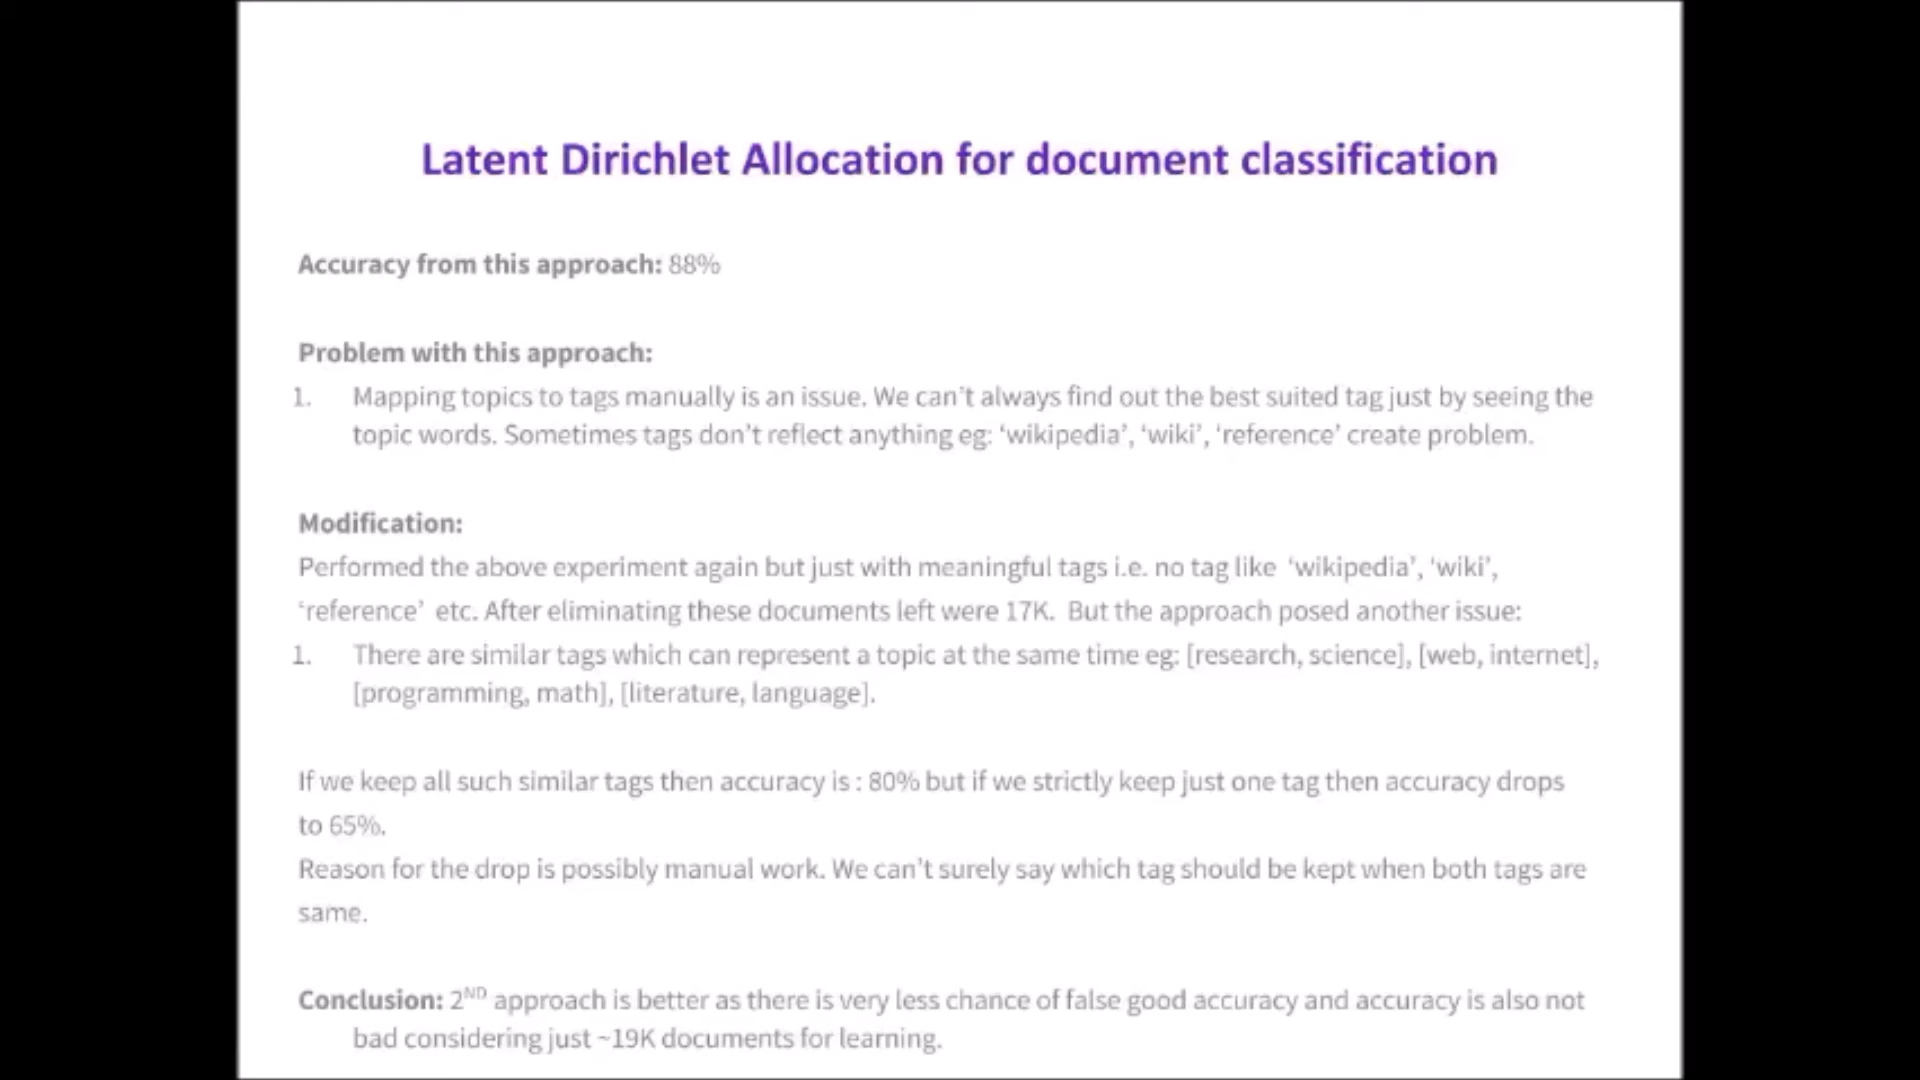 Latent Dirichlet Allocation for document classification
Accuracy from this approach: 88%
Problem with this approach:
1. Mapping topics to tags manually is an issue. We can't always find out the best suited tag just by seeing the
topic words. Sometimes tags don't reflect anything eg: ‘wikipedia’, ‘wiki’, ‘reference’ create problem.
Modification:
Performed the above experiment again but just with meaningful tags i.e. no tag like ‘wikipedia’, ‘wiki’,
‘reference’ etc. After eliminating these documents left were 17K. But the approach posed another issue:
1. There are similar tags which can represent a topic at the same time eg: [research, science], [web, internet],
[programming, math], [literature, language].
If we keep all such similar tags then accuracy is : 80% but if we strictly keep just one tag then accuracy drops
to 65%.
Reason for the drop is possibly manual work. We can't surely say which tag should be kept when both tags are
same.
Conclusion: 2ND approach is better as there is very less chance of false good accuracy and accuracy is also not
bad considering just ~19K documents for learning.